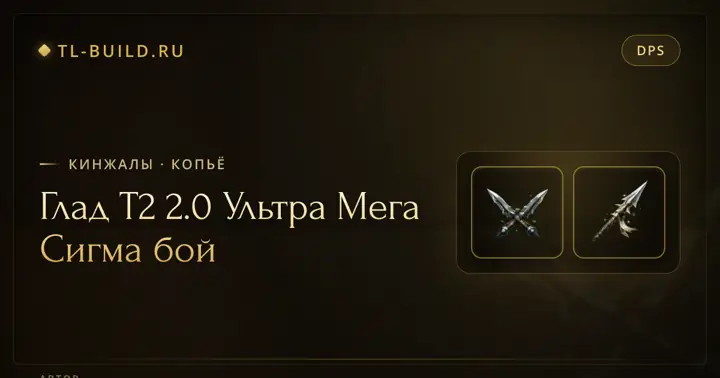 TL-BUILD.RU
DPS
КИНЖАЛЫ · КОПЬЁ
Глад Т2 2.0 Ультра Мега
Сигма бой